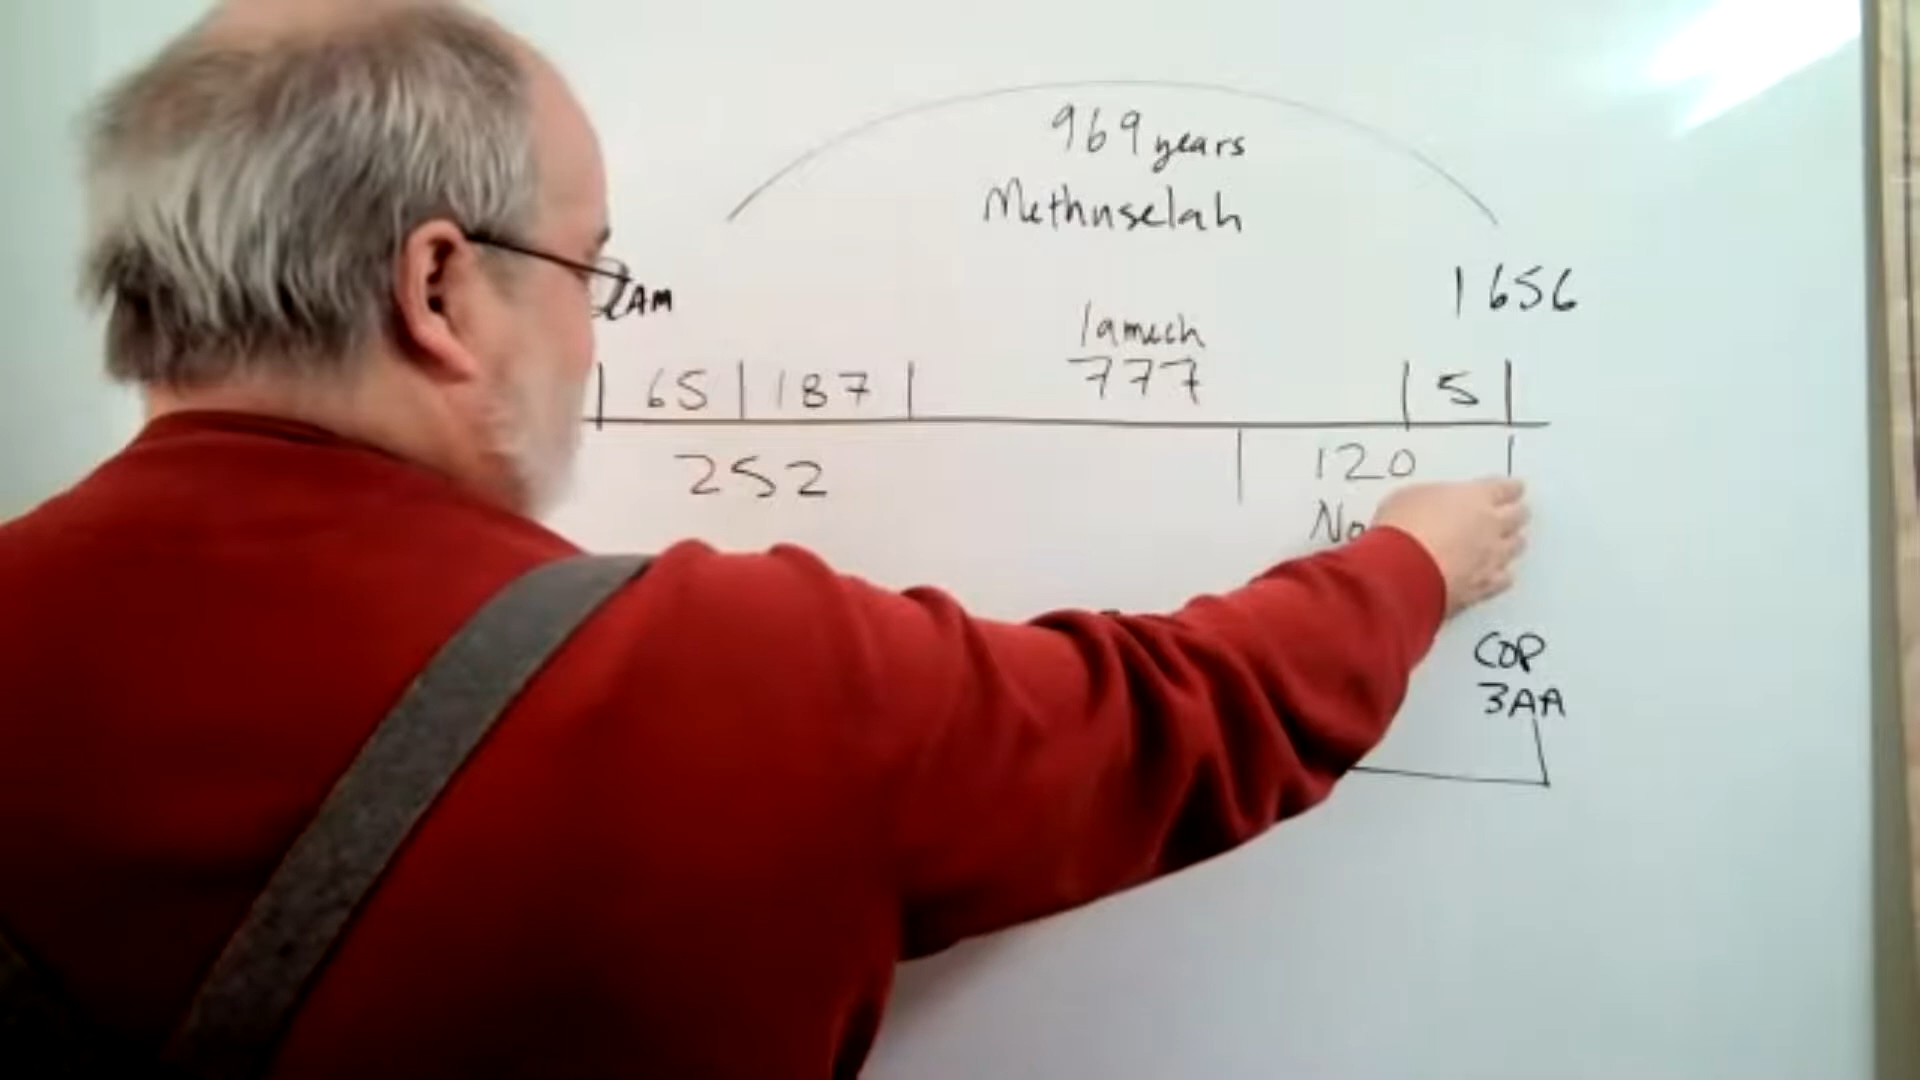 969 years
Methuselah
1656
lamech
| 65 | 187 | 777 | 5 |
252 | 120 |
COP
3AA